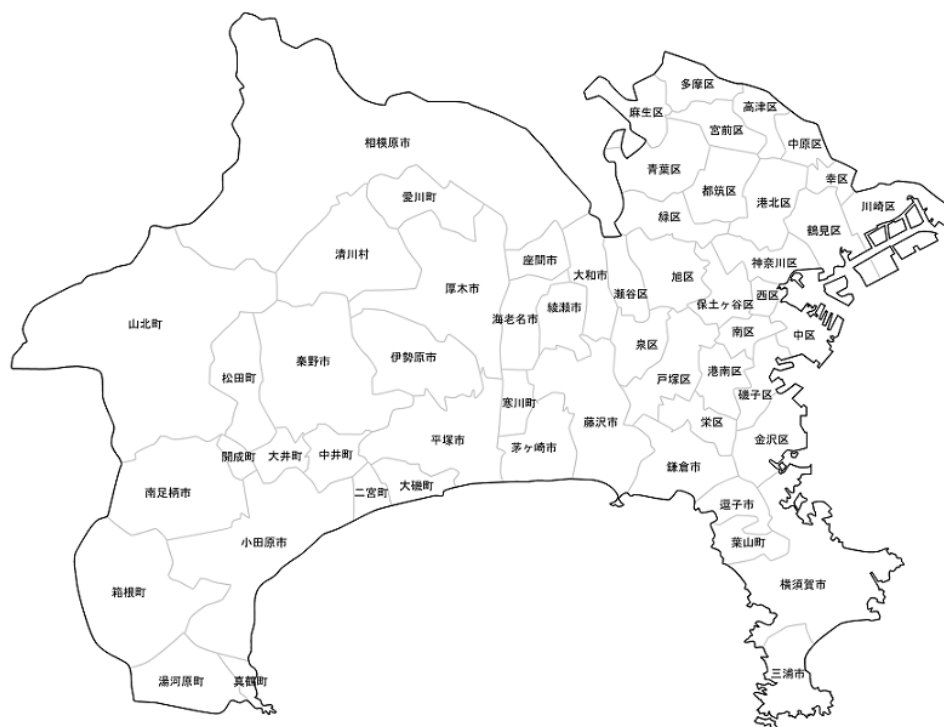 多摩区
麻生区
高津区
宮前区
相模原市
中原区
青葉区
幸区
都筑区
愛川町
港北区
川崎区
緑区
鶴見区
清川村
座間市
神奈川区
大和市
旭区
厚木市
瀬谷区
西区
保土ヶ谷区
綾瀬市
海老名市
山北町
南区
中区
泉区
伊勢原市
秦野市
港南区
松田町
戸塚区
磯子区
寒川町
藤沢市
栄区
平塚市
金沢区
茅ヶ崎市
開成町
大井町
中井町
鎌倉市
大磯町
南足柄市
二宮町
逗子市
小田原市
葉山町
横須賀市
箱根町
三浦市
湯河原町
真鶴町